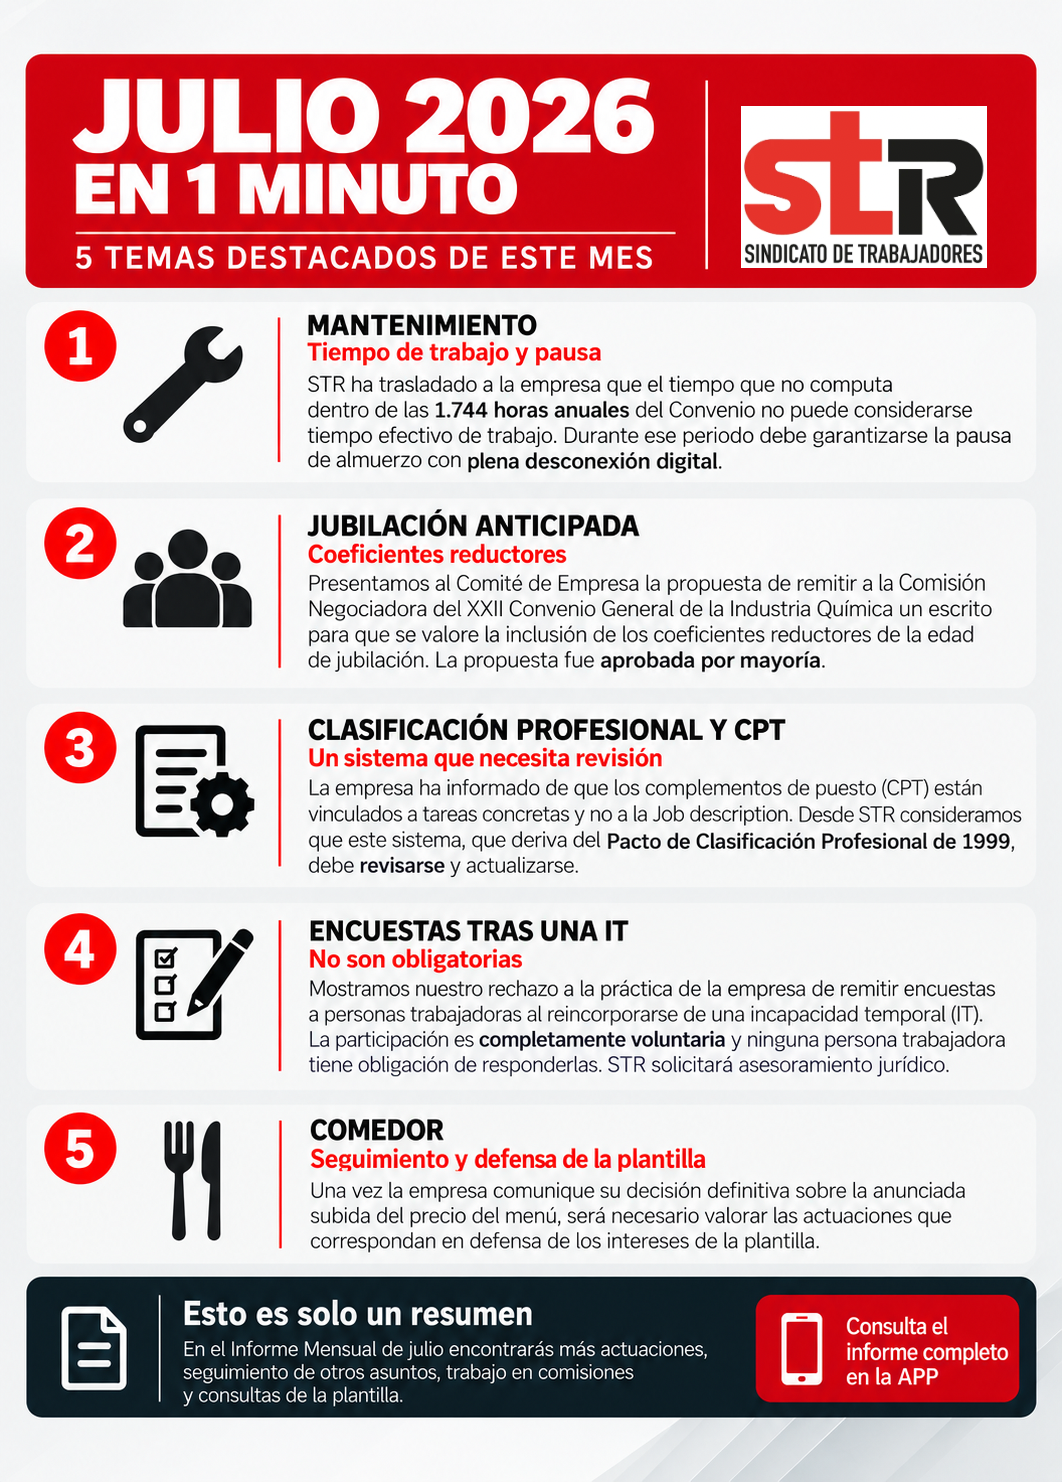 JULIO 2026
EN 1 MINUTO
5 TEMAS DESTACADOS DE ESTE MES
STR
SINDICATO DE TRABAJADORES
1
MANTENIMIENTO
Tiempo de trabajo y pausa
STR ha trasladado a la empresa que el tiempo que no computa
dentro de las 1.744 horas anuales del Convenio no puede considerarse
tiempo efectivo de trabajo. Durante ese periodo debe garantizarse la pausa
de almuerzo con plena desconexión digital.
2
JUBILACIÓN ANTICIPADA
Coeficientes reductores
Presentamos al Comité de Empresa la propuesta de remitir a la Comisión
Negociadora del XXII Convenio General de la Industria Química un escrito
para que se valore la inclusión de los coeficientes reductores de la edad
de jubilación. La propuesta fue aprobada por mayoría.
3
CLASIFICACIÓN PROFESIONAL Y CPT
Un sistema que necesita revisión
La empresa ha informado de que los complementos de puesto (CPT) están
vinculados a tareas concretas y no a la Job description. Desde STR consideramos
que este sistema, que deriva del Pacto de Clasificación Profesional de 1999,
debe revisarse y actualizarse.
4
ENCUESTAS TRAS UNA IT
No son obligatorias
Mostramos nuestro rechazo a la práctica de la empresa de remitir encuestas
a personas trabajadoras al reincorporarse de una incapacidad temporal (IT).
La participación es completamente voluntaria y ninguna persona trabajadora
tiene obligación de responderlas. STR solicitará asesoramiento jurídico.
5
COMEDOR
Seguimiento y defensa de la plantilla
Una vez la empresa comunique su decisión definitiva sobre la anunciada
subida del precio del menú, será necesario valorar las actuaciones que
correspondan en defensa de los intereses de la plantilla.
Esto es solo un resumen
En el Informe Mensual de julio encontrarás más actuaciones,
seguimiento de otros asuntos, trabajo en comisiones
y consultas de la plantilla.
Consulta el
informe completo
en la APP